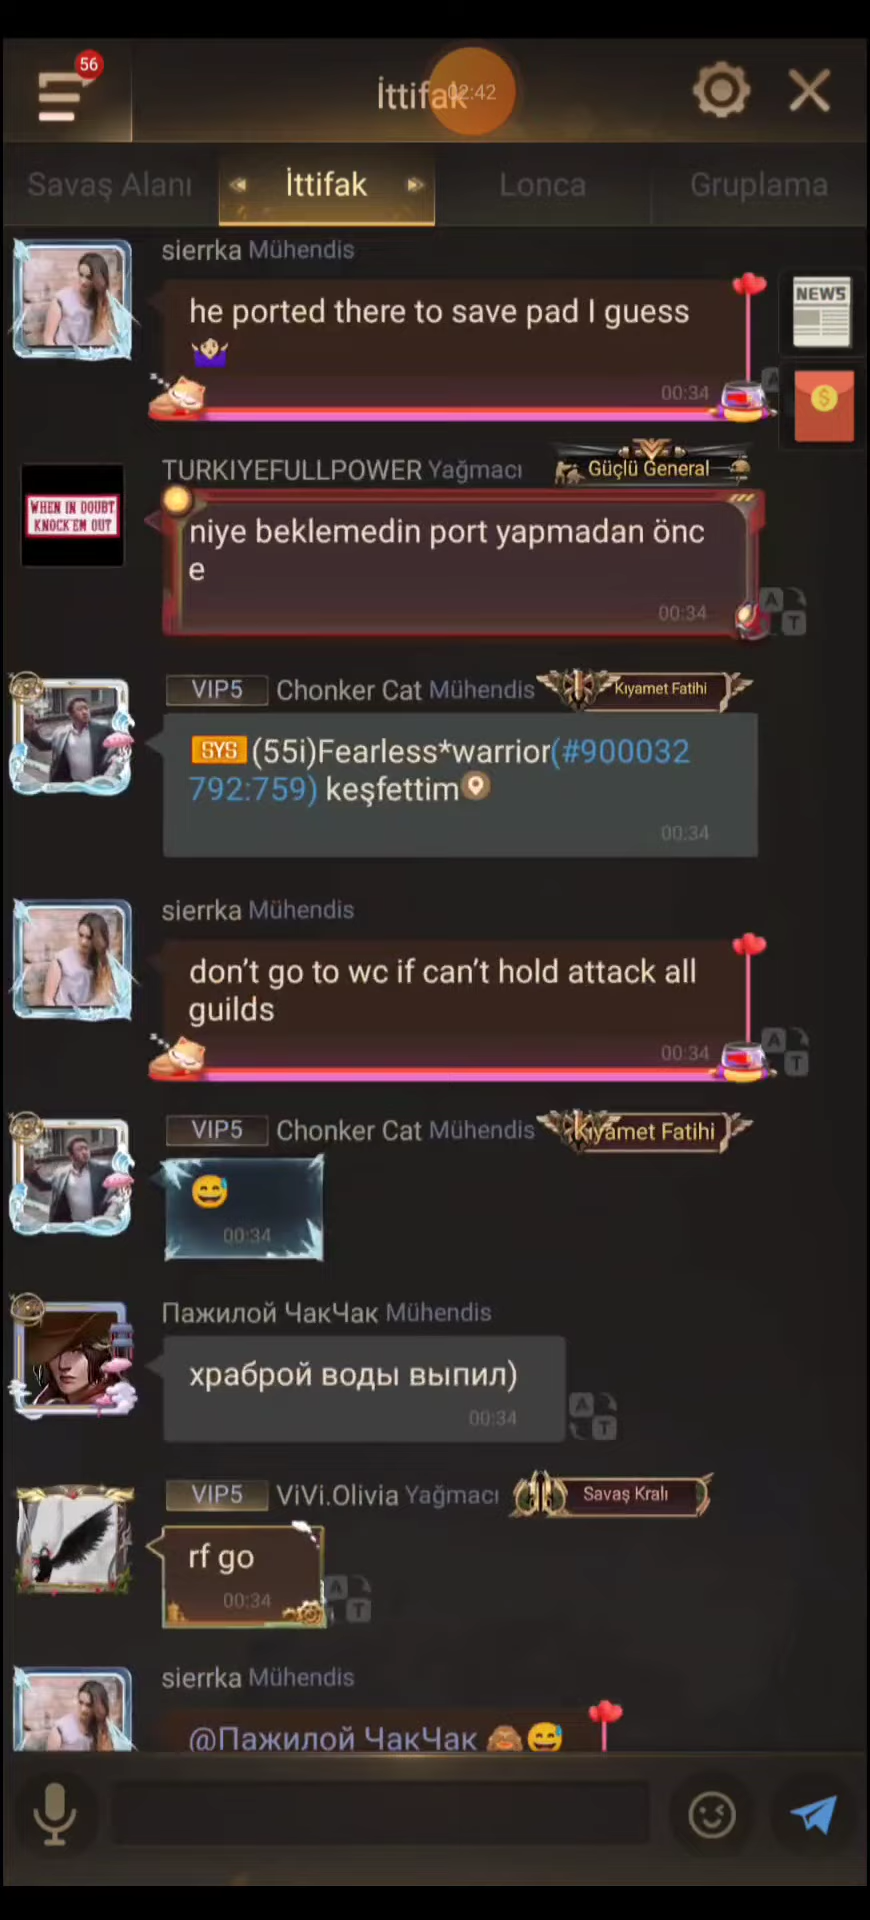 56
İttifak
02:42
Savaş Alanı
İttifak
Lonca
Gruplama
sierrka Mühendis
NEWS
he ported there to save pad I guess
🤷🏻‍♀️
00:34
TURKIYEFULLPOWER Yağmacı Güçlü General
WHEN IN DOUBT
KNOCK'EM OUT
niye beklemedin port yapmadan önc
e
00:34
A
T
VIP5 Chonker Cat Mühendis Kıyamet Fatihi
SYS (55i)Fearless*warrior(#900032
792:759) keşfettim
00:34
sierrka Mühendis
don't go to wc if can't hold attack all
guilds
00:34
A
T
VIP5 Chonker Cat Mühendis Kıyamet Fatihi
😅
00:34
Пажилой ЧакЧак Mühendis
храброй воды выпил)
00:34
A
T
VIP5 ViVi.Olivia Yağmacı Savaş Kralı
rf go
00:34
A
T
sierrka Mühendis
@Пажилой ЧакЧак 🙈😅